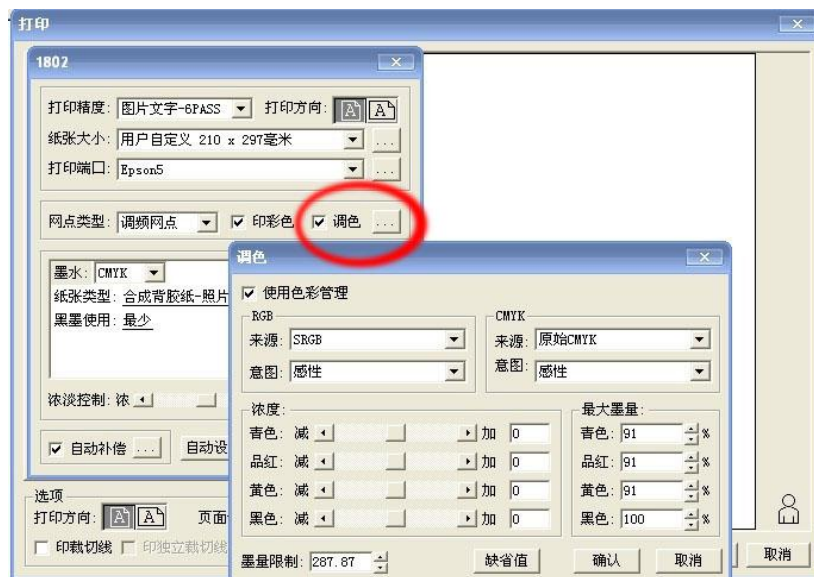 打印
1802
打印精度: 图片文字-6PASS 打印方向: A A
纸张大小: 用户自定义 210 x 297毫米 ...
打印端口: Epson5 ...
网点类型: 调频网点 印彩色 调色 ...
墨水: CMYK
纸张类型: 合成背胶纸-照片
黑墨使用: 最少
浓淡控制: 浓
自动补偿 ... 自动设
选项
打印方向: A A 页面
印裁切线 印独立裁切线
取消
调色
使用色彩管理
RGB
来源: SRGB
意图: 感性
CMYK
来源: 原始CMYK
意图: 感性
浓度:
青色: 减 加 0
品红: 减 加 0
黄色: 减 加 0
黑色: 减 加 0
最大墨量:
青色: 91 %
品红: 91 %
黄色: 91 %
黑色: 100 %
墨量限制: 287.87 缺省值 确认 取消